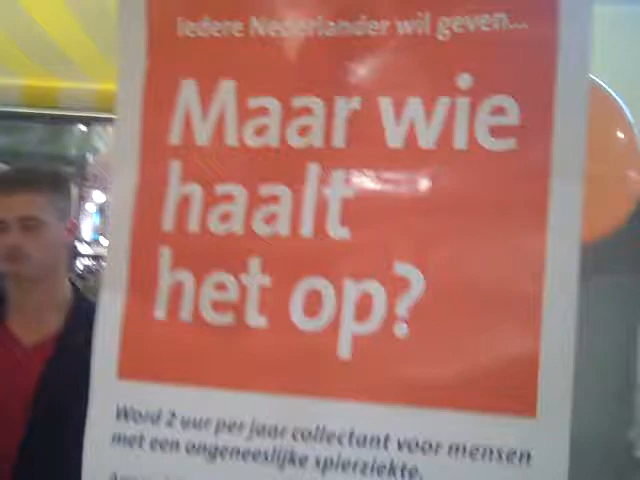 Iedere Nederlander wil geven...
Maar wie
haalt
het op?
Word 2 uur per jaar collectant voor mensen
met een ongeneeslijke spierziekte.